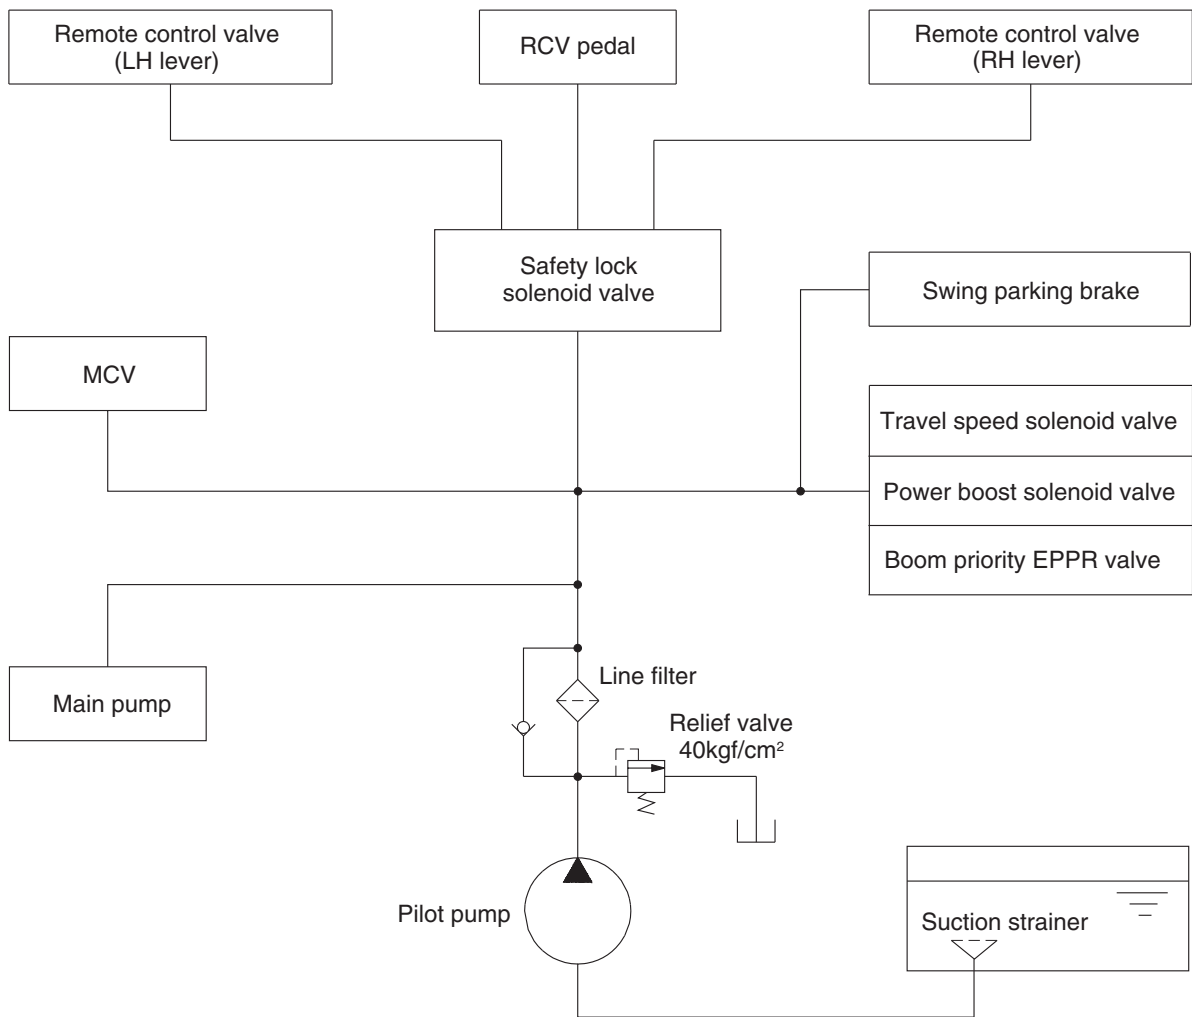 Remote control valve
(LH lever)
RCV pedal
Remote control valve
(RH lever)
Safety lock
solenoid valve
Swing parking brake
MCV
Travel speed solenoid valve
Power boost solenoid valve
Boom priority EPPR valve
Line filter
Main pump
Relief valve
40kgf/cm²
Pilot pump
Suction strainer